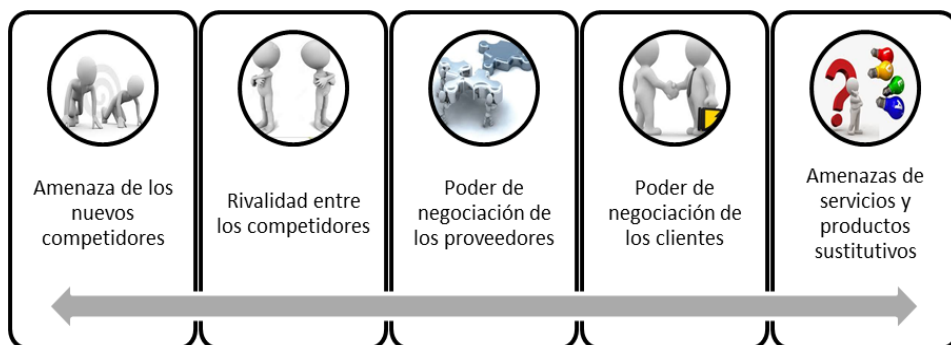 Amenaza de los
nuevos
competidores
Rivalidad entre
los competidores
Poder de
negociación de
los proveedores
Poder de
negociación de
los clientes
Amenazas de
servicios y
productos
sustitutivos